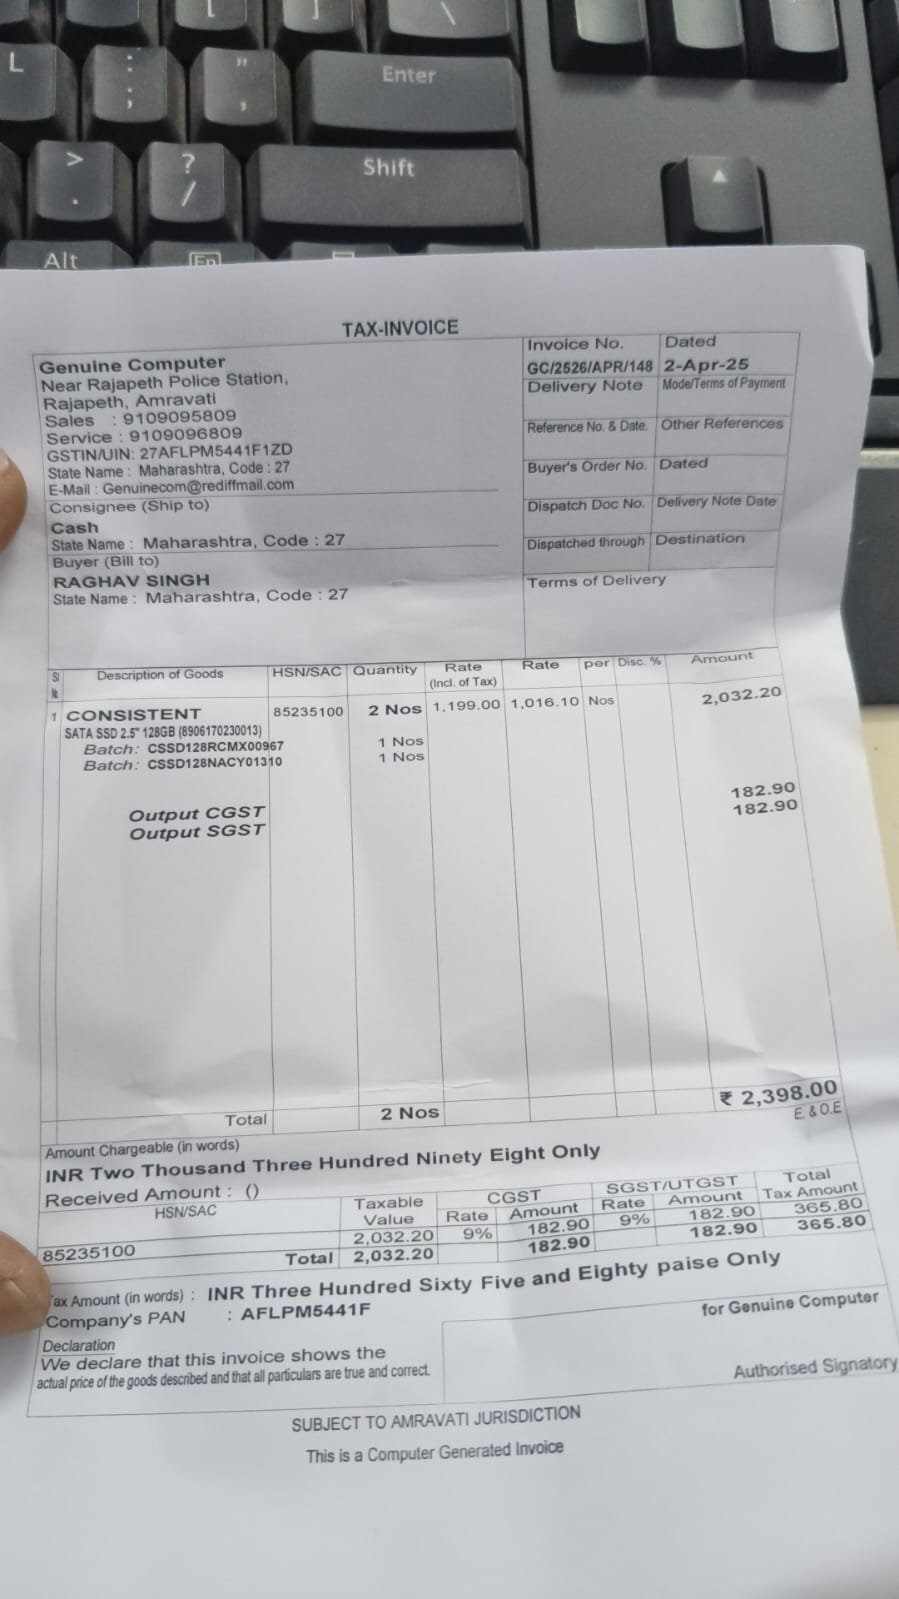 L
:
;
"
,
Enter
>
.
?
/
Shift
Alt
Fn
TAX-INVOICE
Genuine Computer
Near Rajapeth Police Station,
Rajapeth, Amravati
Sales : 9109095809
Service : 9109096809
GSTIN/UIN: 27AFLPM5441F1ZD
State Name : Maharashtra, Code : 27
E-Mail : Genuinecom@rediffmail.com
Consignee (Ship to)
Cash
State Name : Maharashtra, Code : 27
Buyer (Bill to)
RAGHAV SINGH
State Name : Maharashtra, Code : 27
Invoice No. Dated
GC/2526/APR/148 2-Apr-25
Delivery Note Mode/Terms of Payment
Reference No. & Date. Other References
Buyer's Order No. Dated
Dispatch Doc No. Delivery Note Date
Dispatched through Destination
Terms of Delivery
Sl Description of Goods HSN/SAC Quantity Rate (Incl. of Tax) Rate per Disc. % Amount
1 CONSISTENT 85235100 2 Nos 1,199.00 1,016.10 Nos 2,032.20
SATA SSD 2.5" 128GB (8906170230013)
Batch: CSSD128RCMX00967 1 Nos
Batch: CSSD128NACY01310 1 Nos
Output CGST 182.90
Output SGST 182.90
Total 2 Nos ₹ 2,398.00
E. & O.E
Amount Chargeable (in words)
INR Two Thousand Three Hundred Ninety Eight Only
Received Amount : ()
HSN/SAC Taxable Value CGST SGST/UTGST Total Tax Amount
Rate Amount Rate Amount
85235100 2,032.20 9% 182.90 9% 182.90 365.80
Total 2,032.20 182.90 182.90 365.80
Tax Amount (in words) : INR Three Hundred Sixty Five and Eighty paise Only
Company's PAN : AFLPM5441F
Declaration
We declare that this invoice shows the
actual price of the goods described and that all particulars are true and correct.
for Genuine Computer
Authorised Signatory
SUBJECT TO AMRAVATI JURISDICTION
This is a Computer Generated Invoice